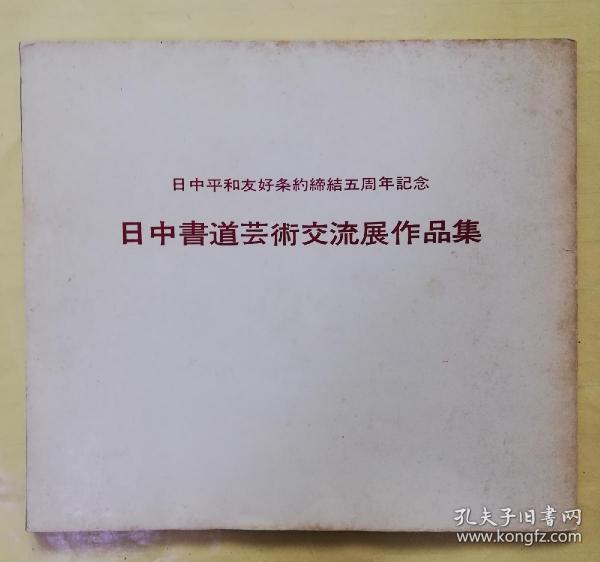 日中平和友好条約締結五周年記念
日中書道芸術交流展作品集
孔夫子旧書网
www.kongfz.com